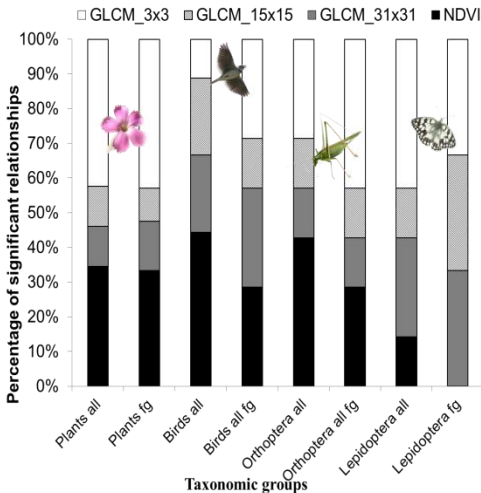 GLCM_3x3 GLCM_15x15 GLCM_31x31 NDVI
100%
90%
80%
70%
60%
50%
40%
30%
20%
10%
0%
Percentage of significant relationships
Plants all
Plants fg
Birds all
Birds all fg
Orthoptera all
Orthoptera all fg
Lepidoptera all
Lepidoptera fg
Taxonomic groups